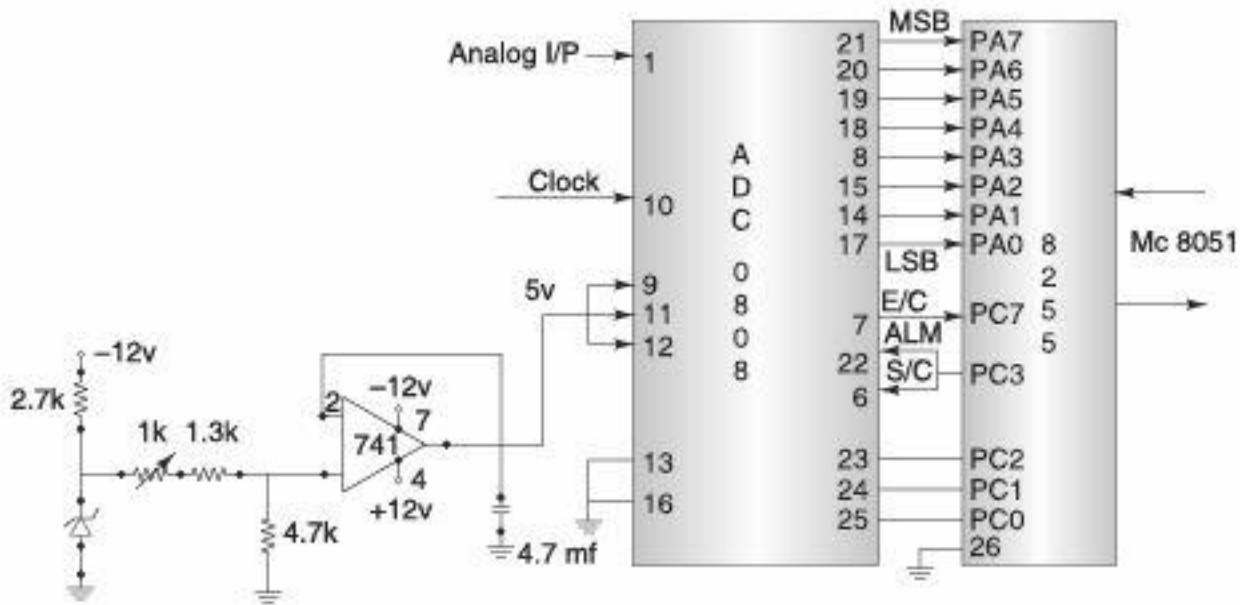 MSB
Analog I/P
1
21
PA7
20
PA6
19
PA5
18
PA4
8
PA3
15
PA2
14
PA1
17
PA0
LSB
Clock
10
A
D
C
0
8
0
8
8
2
5
5
Mc 8051
5v
9
11
12
7
E/C
PC7
ALM
22
S/C
PC3
6
–12v
2.7k
1k
1.3k
4.7k
2
–12v
7
741
4
+12v
4.7 mf
13
16
23
PC2
24
PC1
25
PC0
26